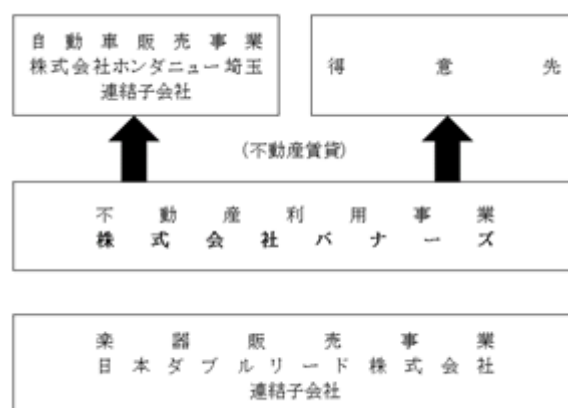 自動車販売事業
株式会社ホンダニュー埼玉
連結子会社
得意先
(不動産賃貸)
不動産利用事業
株式会社バナーズ
楽器販売事業
日本ダブルリード株式会社
連結子会社